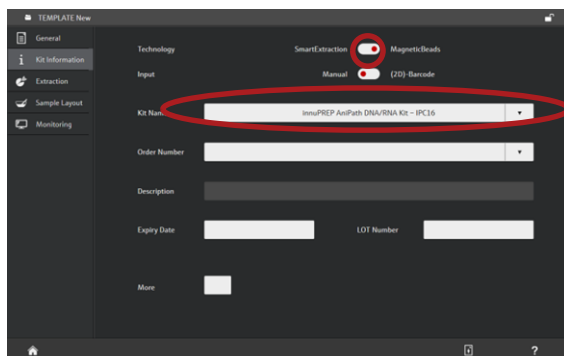 TEMPLATE New
General
Kit Information
Extraction
Sample Layout
Monitoring
Technology SmartExtraction MagneticBeads
Input Manual (2D)-Barcode
Kit Name innuPREP AniPath DNA/RNA Kit – IPC16
Order Number
Description
Expiry Date LOT Number
More
?